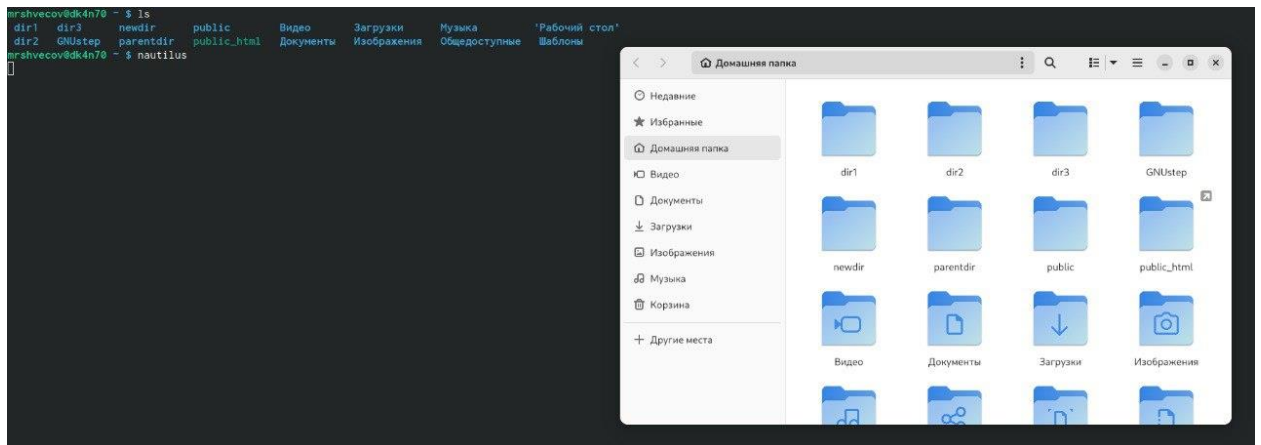 mrshvecov@dk4n70 ~ $ ls
dir1 dir3 newdir public Видео Загрузки Музыка 'Рабочий стол'
dir2 GNUstep parentdir public_html Документы Изображения Общедоступные Шаблоны
mrshvecov@dk4n70 ~ $ nautilus
Домашняя папка
Недавние
Избранные
Домашняя папка
Видео
Документы
Загрузки
Изображения
Музыка
Корзина
Другие места
dir1 dir2 dir3 GNUstep
newdir parentdir public public_html
Видео Документы Загрузки Изображения